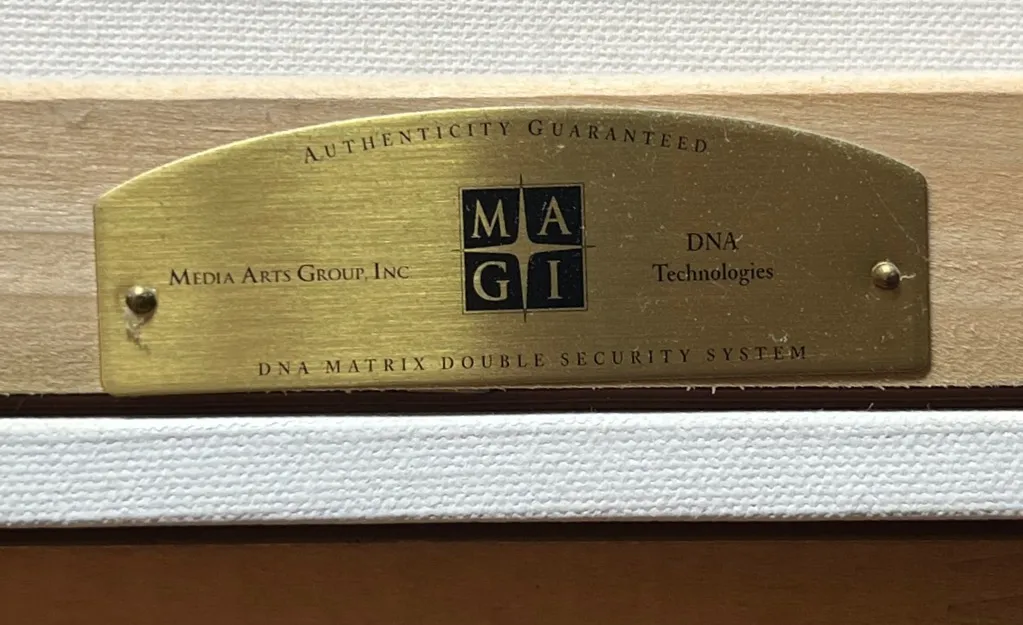 AUTHENTICITY GUARANTEED
MA
GI
MEDIA ARTS GROUP, INC
DNA
Technologies
DNA MATRIX DOUBLE SECURITY SYSTEM